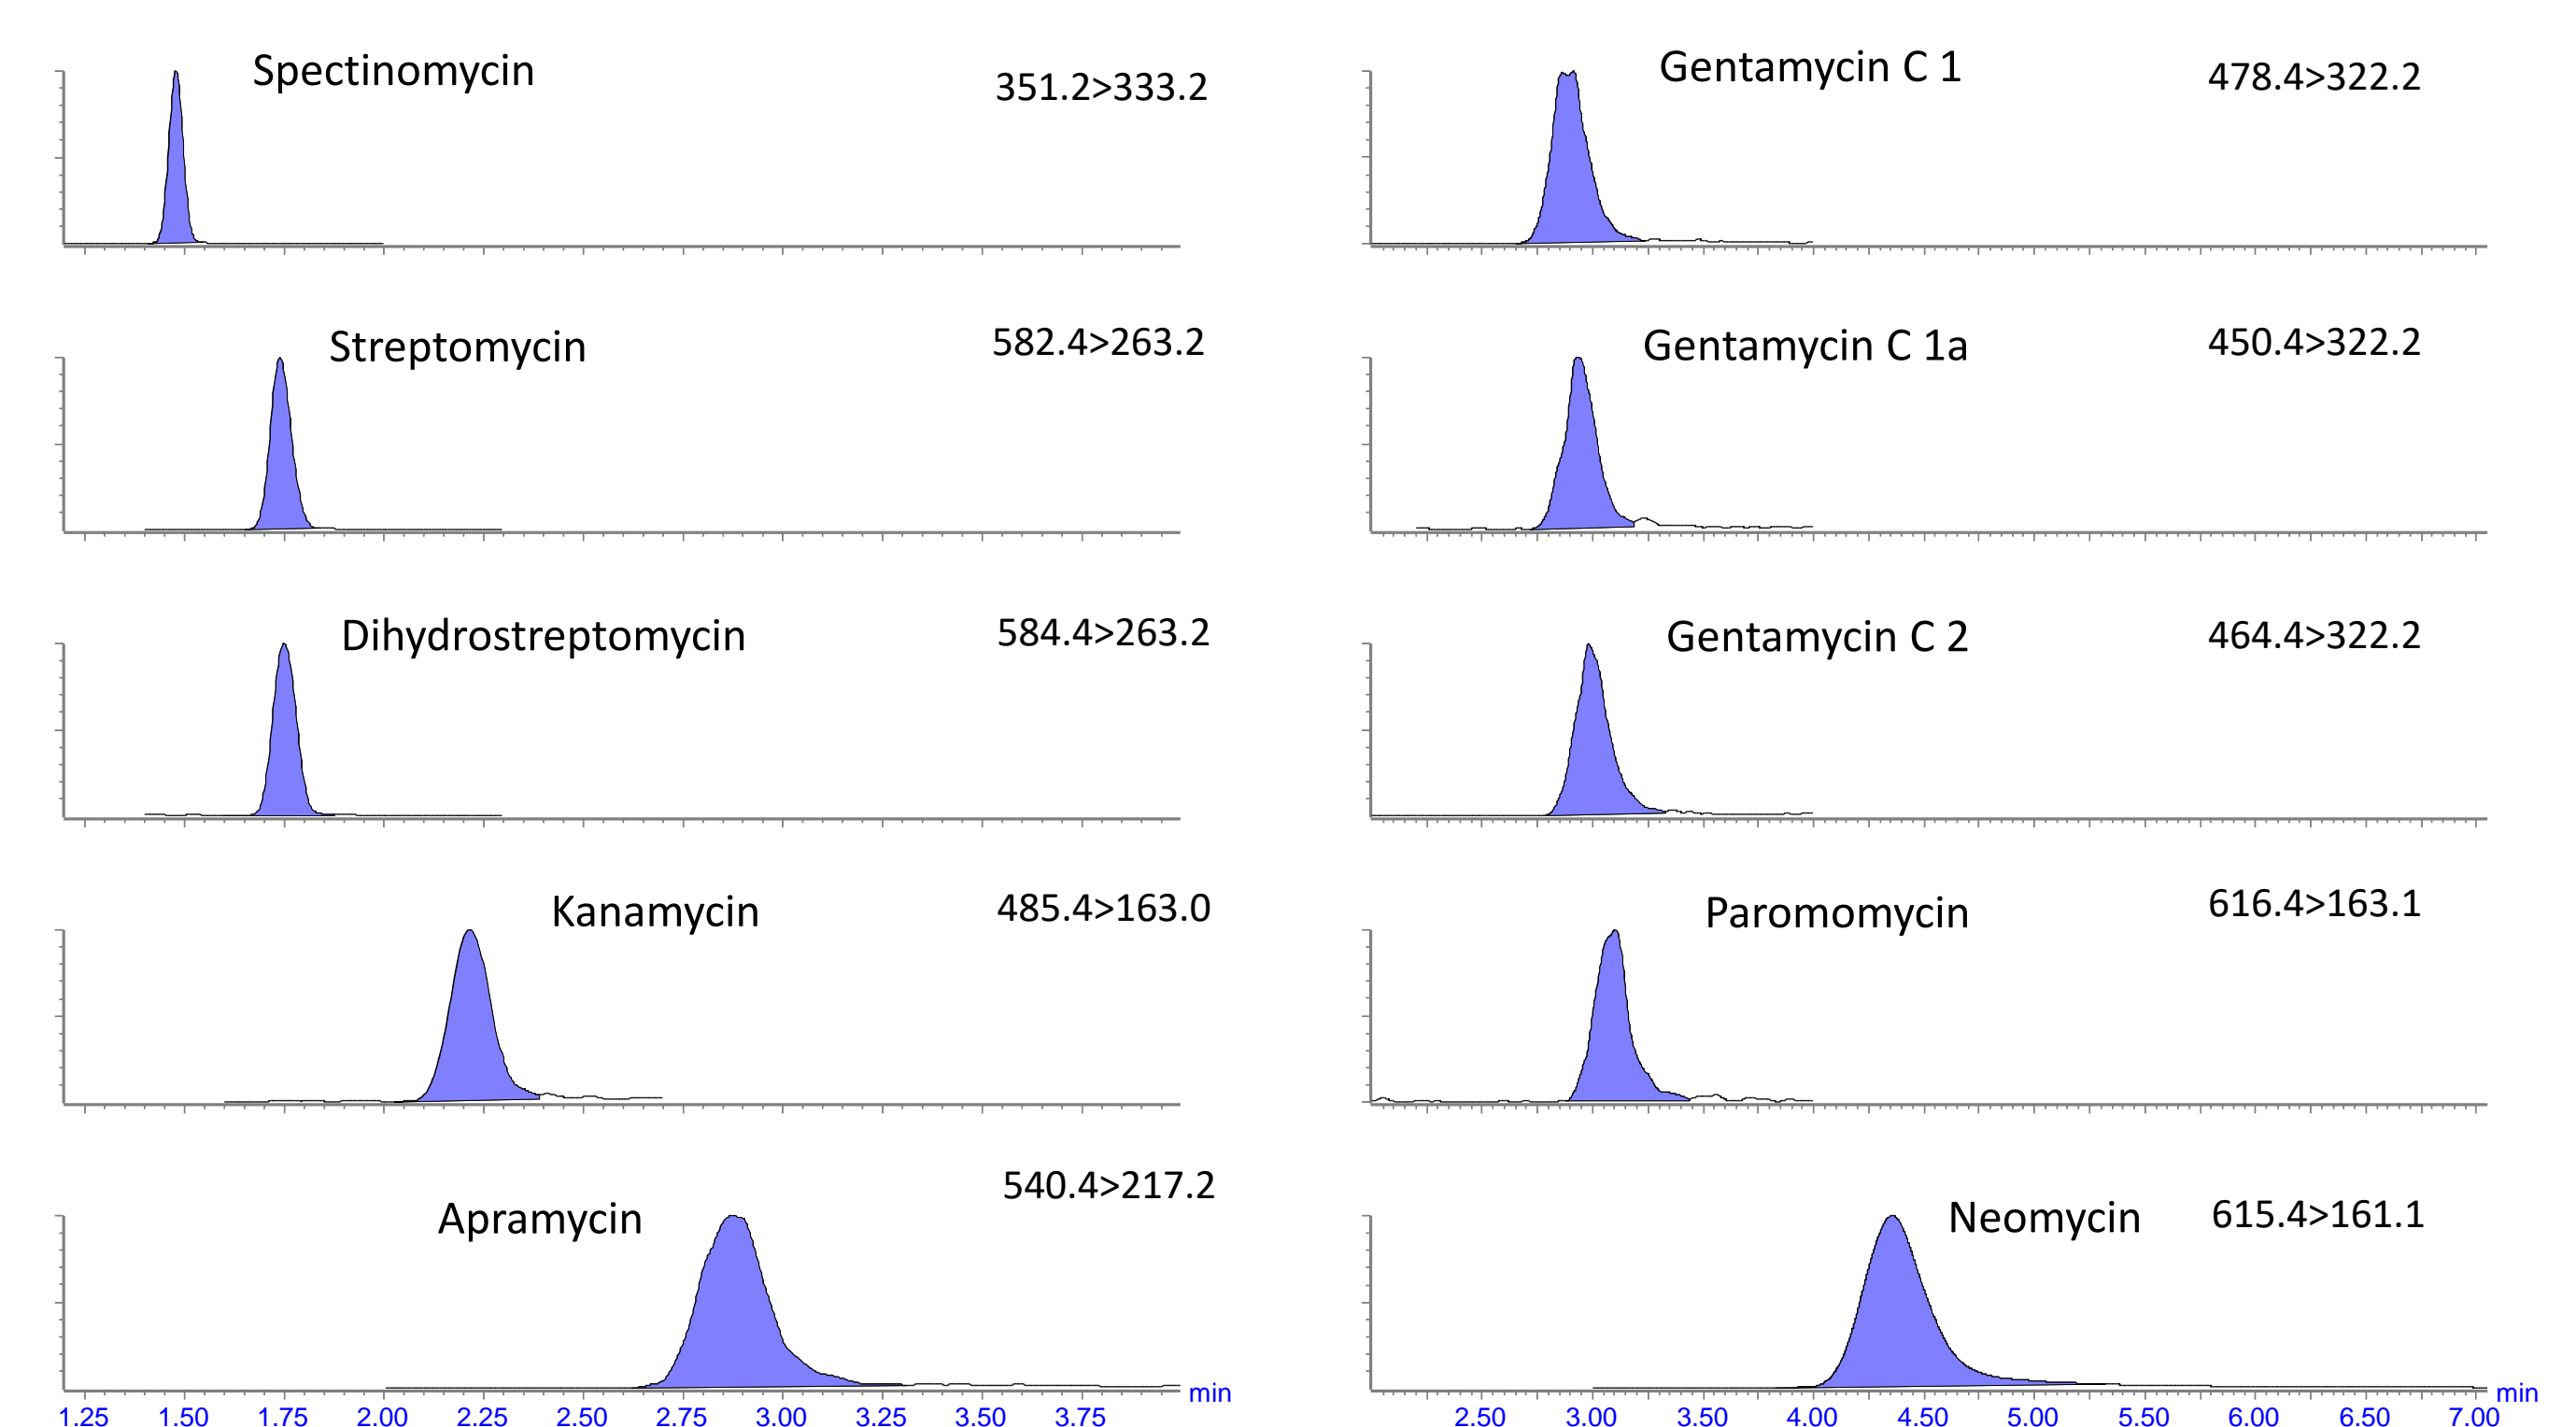 Spectinomycin 351.2>333.2
Streptomycin 582.4>263.2
Dihydrostreptomycin 584.4>263.2
Kanamycin 485.4>163.0
Apramycin 540.4>217.2
min
1.25 1.50 1.75 2.00 2.25 2.50 2.75 3.00 3.25 3.50 3.75
Gentamycin C 1 478.4>322.2
Gentamycin C 1a 450.4>322.2
Gentamycin C 2 464.4>322.2
Paromomycin 616.4>163.1
Neomycin 615.4>161.1
min
2.50 3.00 3.50 4.00 4.50 5.00 5.50 6.00 6.50 7.00